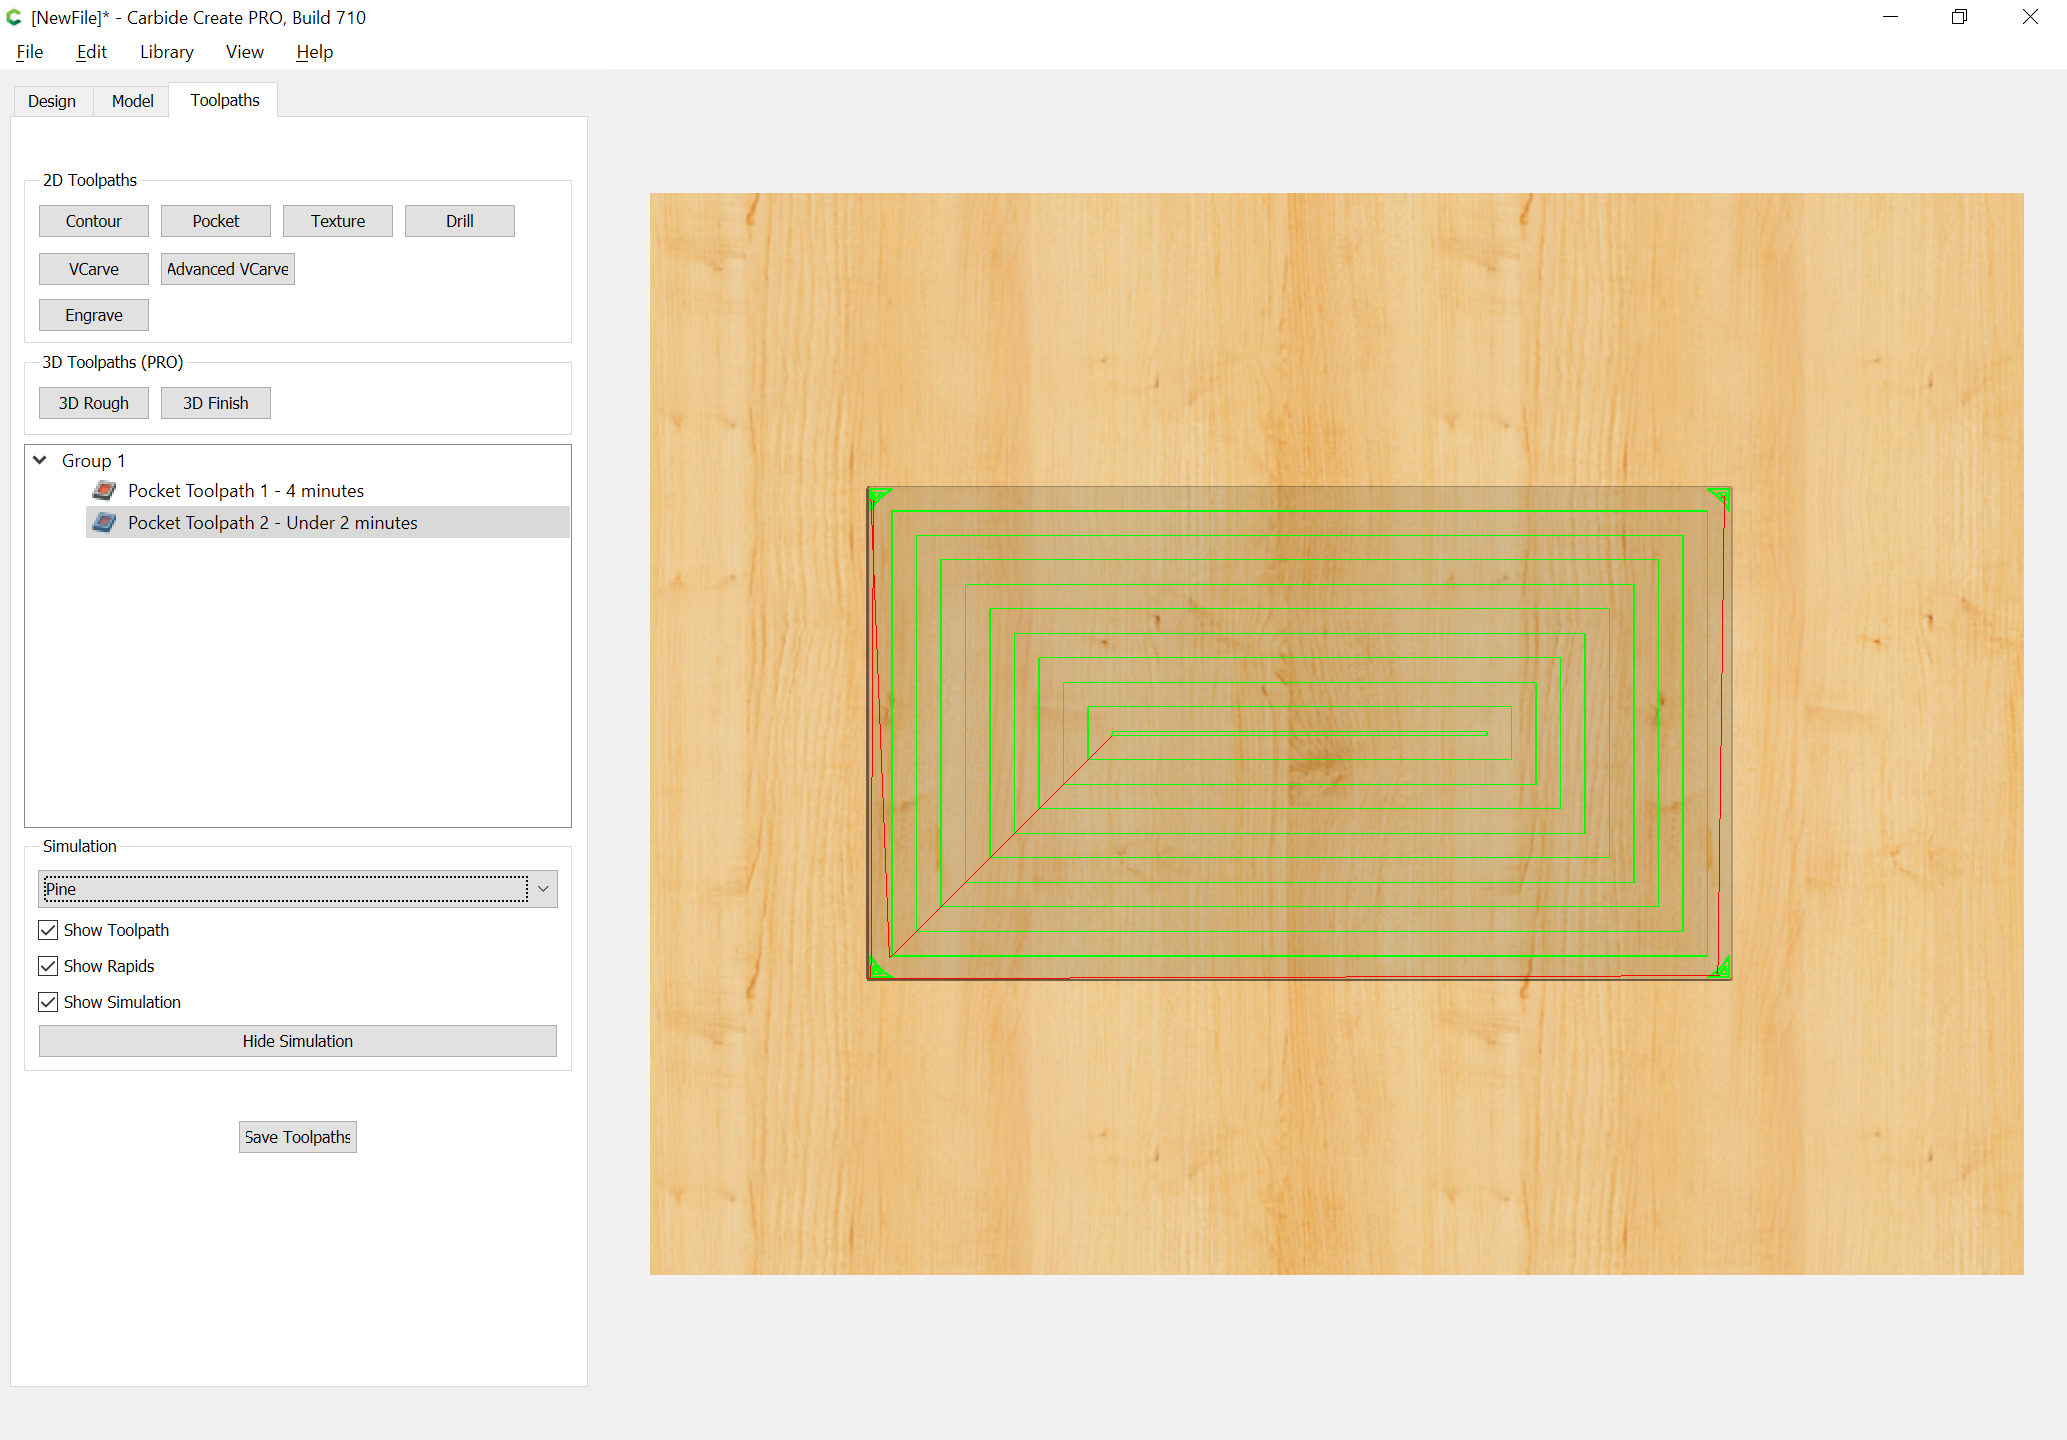 [NewFile]* - Carbide Create PRO, Build 710
File Edit Library View Help
Design Model Toolpaths
2D Toolpaths
Contour Pocket Texture Drill
VCarve Advanced VCarve
Engrave
3D Toolpaths (PRO)
3D Rough 3D Finish
Group 1
Pocket Toolpath 1 - 4 minutes
Pocket Toolpath 2 - Under 2 minutes
Simulation
Pine
Show Toolpath
Show Rapids
Show Simulation
Hide Simulation
Save Toolpaths